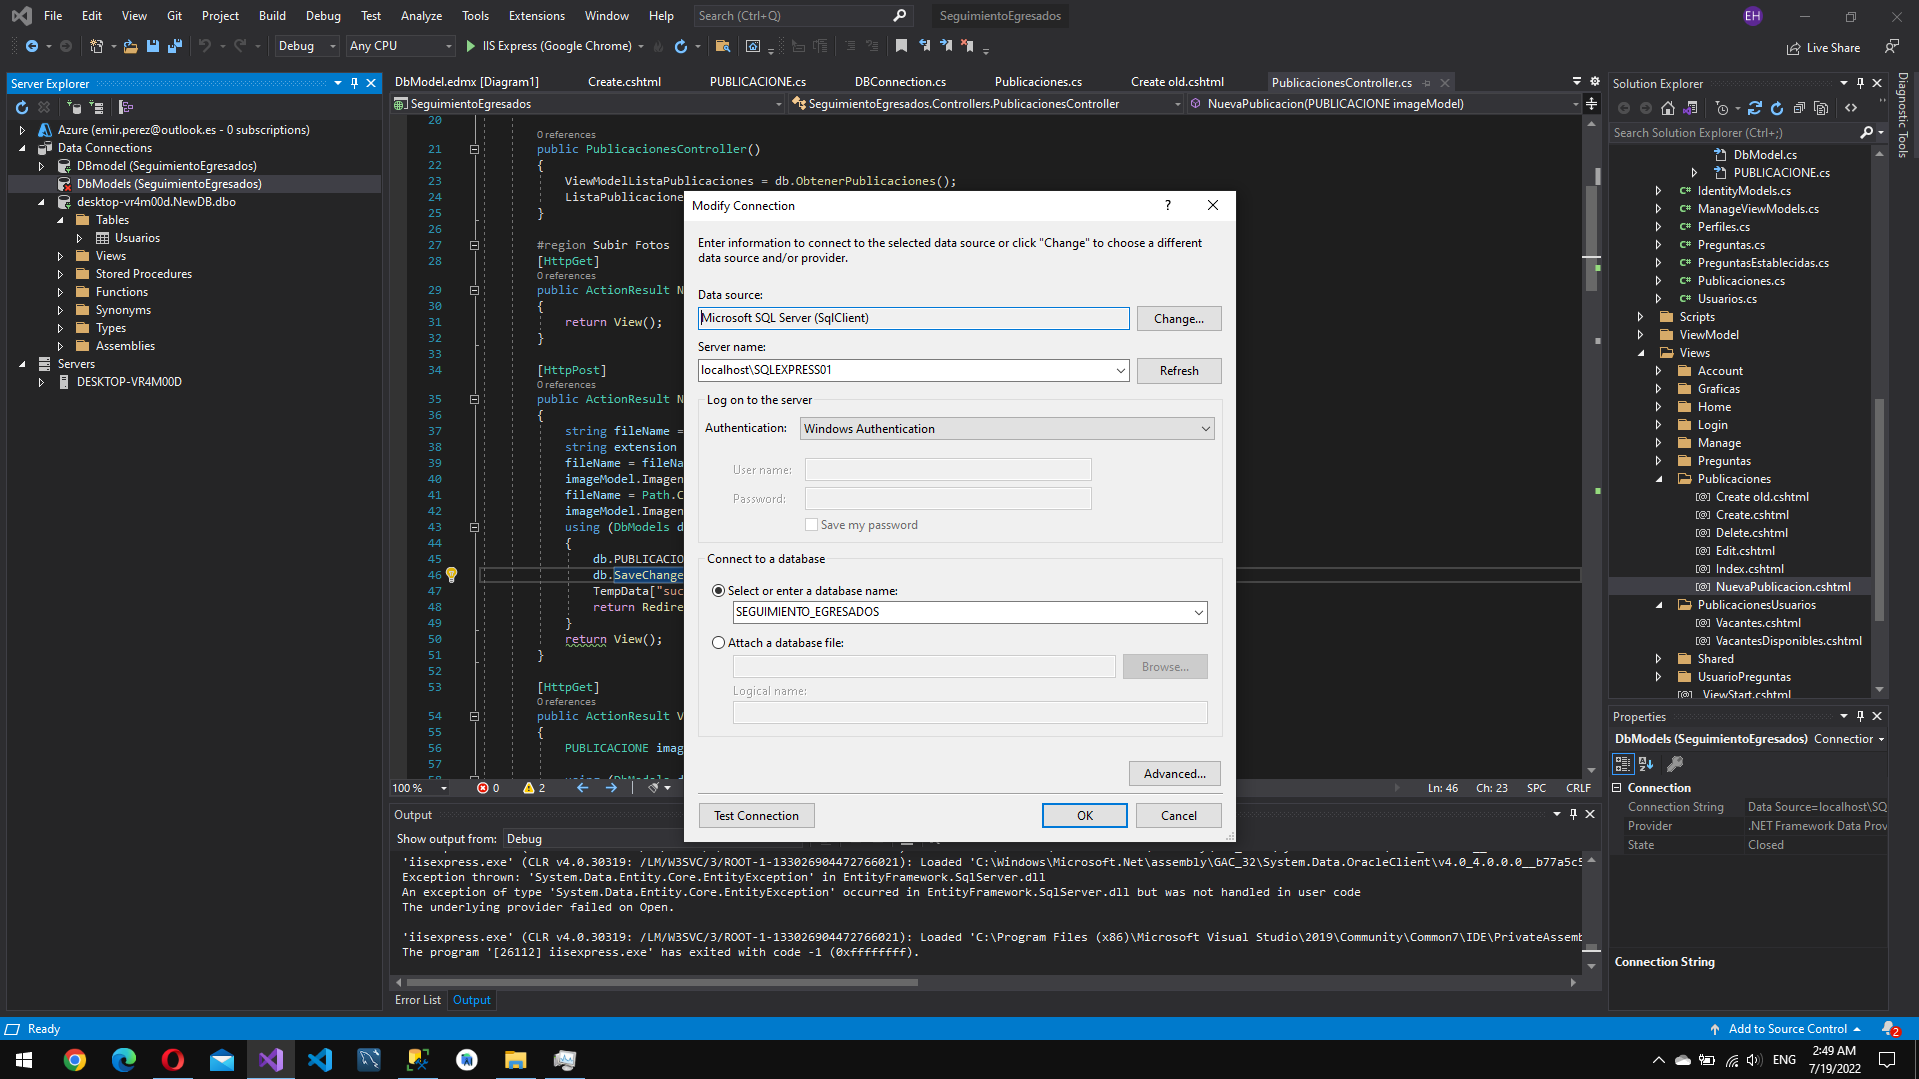 File Edit View Git Project Build Debug Test Analyze Tools Extensions Window Help Search (Ctrl+Q) SeguimientoEgresados EH
Debug Any CPU IIS Express (Google Chrome) Live Share
Server Explorer
Azure (emir.perez@outlook.es - 0 subscriptions)
Data Connections
DBmodel (SeguimientoEgresados)
DbModels (SeguimientoEgresados)
desktop-vr4m00d.NewDB.dbo
Tables
Usuarios
Views
Stored Procedures
Functions
Synonyms
Types
Assemblies
Servers
DESKTOP-VR4M00D
DbModel.edmx [Diagram1] Create.cshtml PUBLICACIONE.cs DBConnection.cs Publicaciones.cs Create old.cshtml PublicacionesController.cs
SeguimientoEgresados SeguimientoEgresados.Controllers.PublicacionesController NuevaPublicacion(PUBLICACIONE imageModel)
20
0 references
21 public PublicacionesController()
22 {
23 ViewModelListaPublicaciones = db.ObtenerPublicaciones();
24 ListaPublicacione
25 }
26
27 #region Subir Fotos
28 [HttpGet]
0 references
29 public ActionResult N
30 {
31 return View();
32 }
33
34 [HttpPost]
0 references
35 public ActionResult N
36 {
37 string fileName =
38 string extension
39 fileName = fileNa
40 imageModel.Imagen
41 fileName = Path.C
42 imageModel.Imagen
43 using (DbModels d
44 {
45 db.PUBLICACIO
46 db.SaveChange
47 TempData["suc
48 return Redire
49 }
50 return View();
51 }
52
53 [HttpGet]
0 references
54 public ActionResult V
55 {
56 PUBLICACIONE imag
57
58 using (DbModels d
100 % 0 2 Ln: 46 Ch: 23 SPC CRLF
Modify Connection
?
Enter information to connect to the selected data source or click "Change" to choose a different
data source and/or provider.
Data source:
Microsoft SQL Server (SqlClient) Change...
Server name:
localhost\SQLEXPRESS01 Refresh
Log on to the server
Authentication: Windows Authentication
User name:
Password:
Save my password
Connect to a database
Select or enter a database name:
SEGUIMIENTO_EGRESADOS
Attach a database file:
Browse...
Logical name:
Advanced...
Test Connection OK Cancel
Output
Show output from: Debug
'iisexpress.exe' (CLR v4.0.30319: /LM/W3SVC/3/ROOT-1-133026904472766021): Loaded 'C:\Windows\Microsoft.Net\assembly\GAC_32\System.Data.OracleClient\v4.0_4.0.0.0__b77a5c5
Exception thrown: 'System.Data.Entity.Core.EntityException' in EntityFramework.SqlServer.dll
An exception of type 'System.Data.Entity.Core.EntityException' occurred in EntityFramework.SqlServer.dll but was not handled in user code
The underlying provider failed on Open.
'iisexpress.exe' (CLR v4.0.30319: /LM/W3SVC/3/ROOT-1-133026904472766021): Loaded 'C:\Program Files (x86)\Microsoft Visual Studio\2019\Community\Common7\IDE\PrivateAssemb
The program '[26112] iisexpress.exe' has exited with code -1 (0xffffffff).
Error List Output
Solution Explorer
Search Solution Explorer (Ctrl+;)
DbModel.cs
PUBLICACIONE.cs
IdentityModels.cs
ManageViewModels.cs
Perfiles.cs
Preguntas.cs
PreguntasEstablecidas.cs
Publicaciones.cs
Usuarios.cs
Scripts
ViewModel
Views
Account
Graficas
Home
Login
Manage
Preguntas
Publicaciones
Create old.cshtml
Create.cshtml
Delete.cshtml
Edit.cshtml
Index.cshtml
NuevaPublicacion.cshtml
PublicacionesUsuarios
Vacantes.cshtml
VacantesDisponibles.cshtml
Shared
UsuarioPreguntas
_ViewStart.cshtml
Properties
DbModels (SeguimientoEgresados) Connection
Connection
Connection String Data Source=localhost\SQ
Provider .NET Framework Data Prov
State Closed
Connection String
Diagnostic Tools
Ready Add to Source Control 2
ENG 2:49 AM
7/19/2022